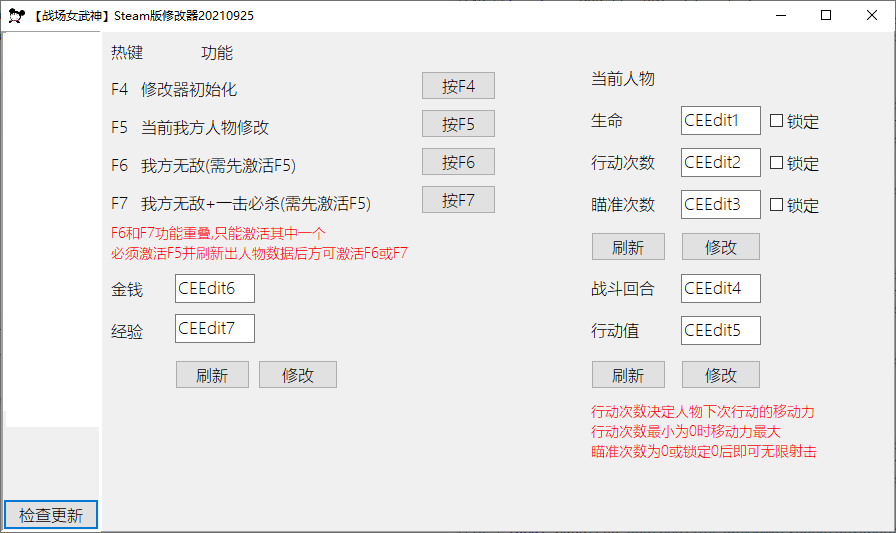 【战场女武神】Steam版修改器20210925
热键 功能
F4 修改器初始化 按F4
F5 当前我方人物修改 按F5
F6 我方无敌(需先激活F5) 按F6
F7 我方无敌+一击必杀(需先激活F5) 按F7
F6和F7功能重叠,只能激活其中一个
必须激活F5并刷新出人物数据后方可激活F6或F7
金钱 CEEdit6
经验 CEEdit7
刷新 修改
当前人物
生命 CEEdit1 锁定
行动次数 CEEdit2 锁定
瞄准次数 CEEdit3 锁定
刷新 修改
战斗回合 CEEdit4
行动值 CEEdit5
刷新 修改
行动次数决定人物下次行动的移动力
行动次数最小为0时移动力最大
瞄准次数为0或锁定0后即可无限射击
检查更新